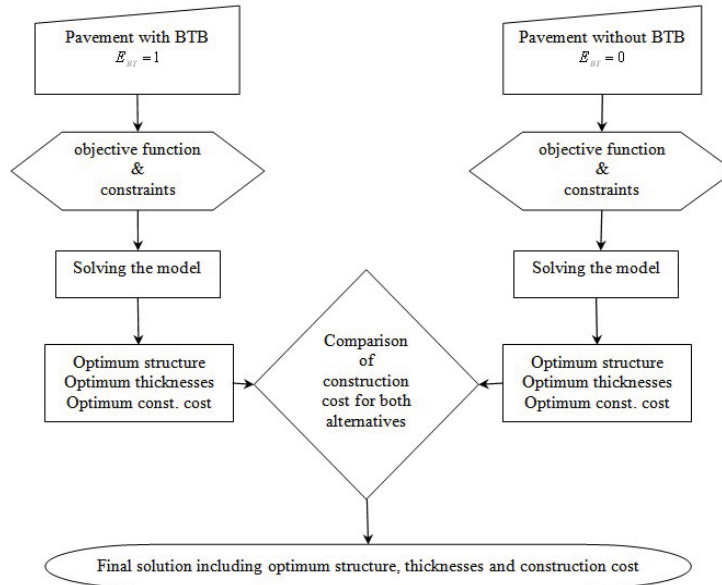 Pavement with BTB
E_BT = 1
objective function
&
constraints
Solving the model
Optimum structure
Optimum thicknesses
Optimum const. cost
Pavement without BTB
E_BT = 0
objective function
&
constraints
Solving the model
Optimum structure
Optimum thicknesses
Optimum const. cost
Comparison
of
construction
cost for both
alternatives
Final solution including optimum structure, thicknesses and construction cost